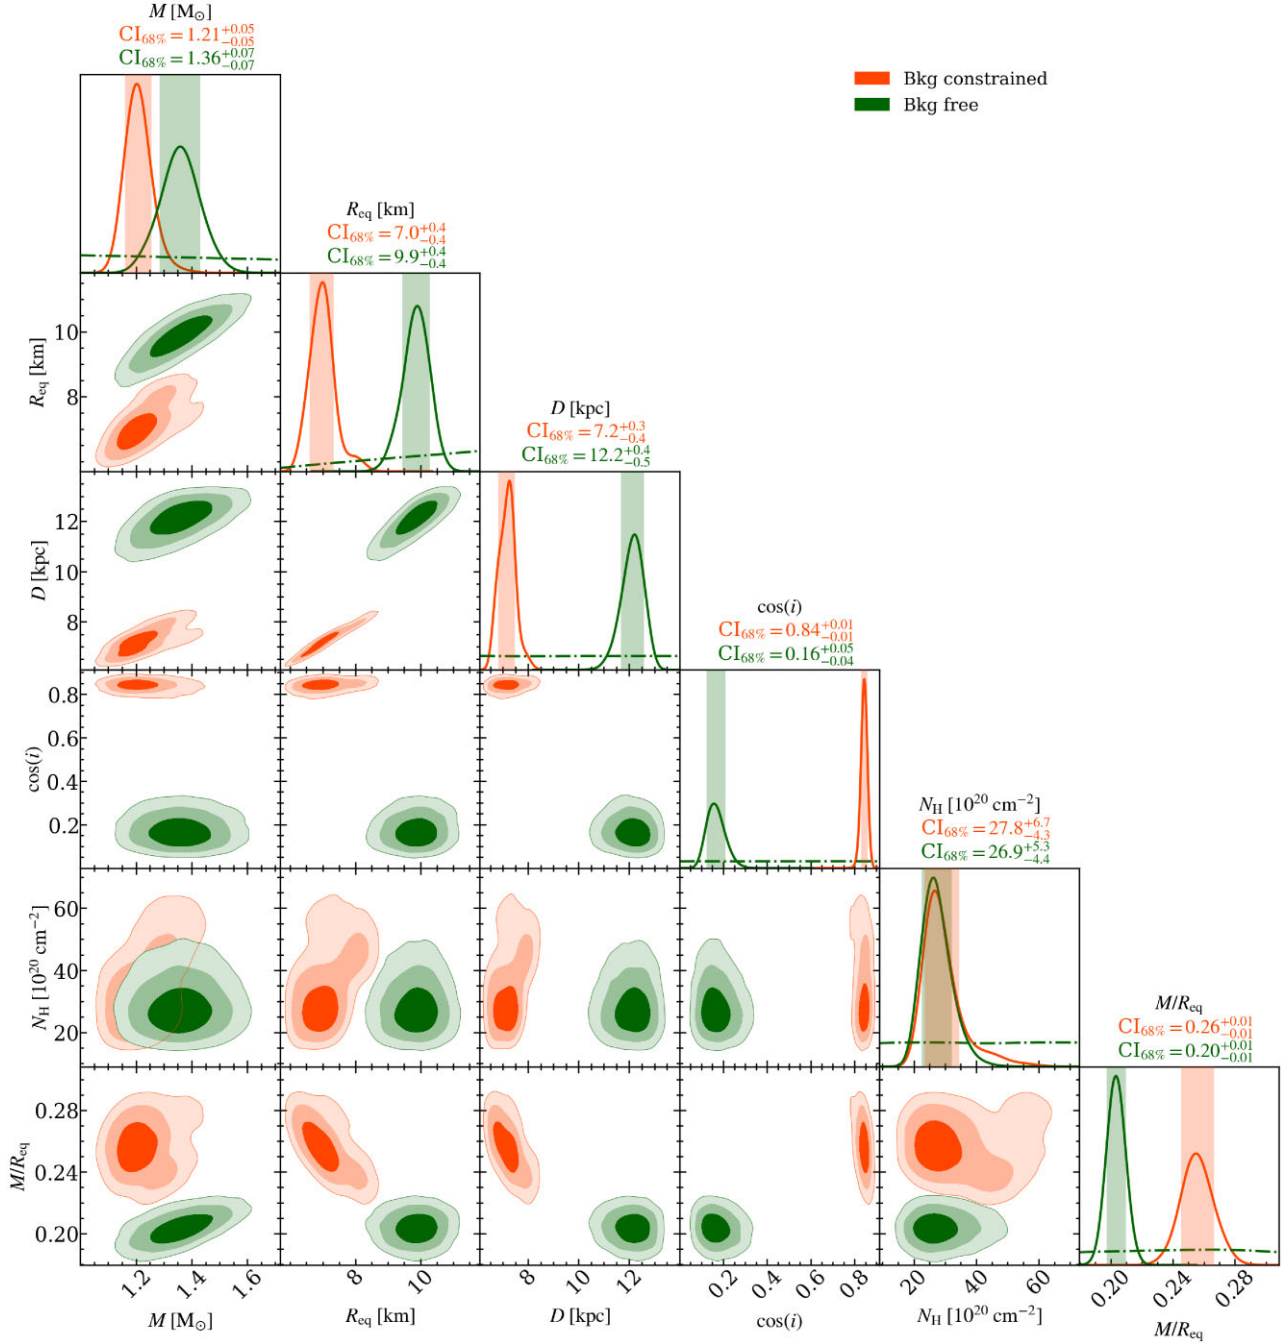 M [M⊙]
CI68% = 1.21+0.05−0.05
CI68% = 1.36+0.07−0.07
Bkg constrained
Bkg free
Req [km]
CI68% = 7.0+0.4−0.4
CI68% = 9.9+0.4−0.4
10
8
Req [km]
D [kpc]
CI68% = 7.2+0.3−0.4
CI68% = 12.2+0.4−0.5
12
10
8
D [kpc]
cos(i)
CI68% = 0.84+0.01−0.01
CI68% = 0.16+0.05−0.04
0.8
0.6
0.4
0.2
cos(i)
NH [10²⁰ cm⁻²]
CI68% = 27.8+6.7−4.3
CI68% = 26.9+5.3−4.4
60
40
20
NH [10²⁰ cm⁻²]
M/Req
CI68% = 0.26+0.01−0.01
CI68% = 0.20+0.01−0.01
0.28
0.24
0.20
M/Req
1.2 1.4 1.6
8 10
8 10 12
0.2 0.4 0.6 0.8
20 40 60
0.20 0.24 0.28
M [M⊙]
Req [km]
D [kpc]
cos(i)
NH [10²⁰ cm⁻²]
M/Req